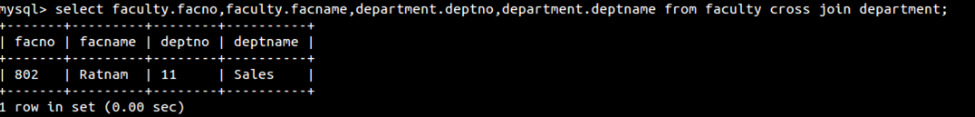 mysql> select faculty.facno,faculty.facname,department.deptno,department.deptname from faculty cross join department;
+-------+---------+--------+----------+
| facno | facname | deptno | deptname |
+-------+---------+--------+----------+
| 802   | Ratnam  | 11     | Sales    |
+-------+---------+--------+----------+
1 row in set (0.00 sec)